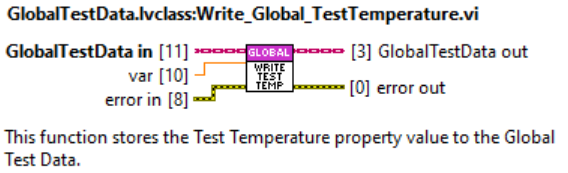 GlobalTestData.lvclass:Write_Global_TestTemperature.vi
GlobalTestData in [11]
GLOBAL
[3] GlobalTestData out
var [10]
WRITE
TEST
TEMP
error in [8]
[0] error out
This function stores the Test Temperature property value to the Global
Test Data.